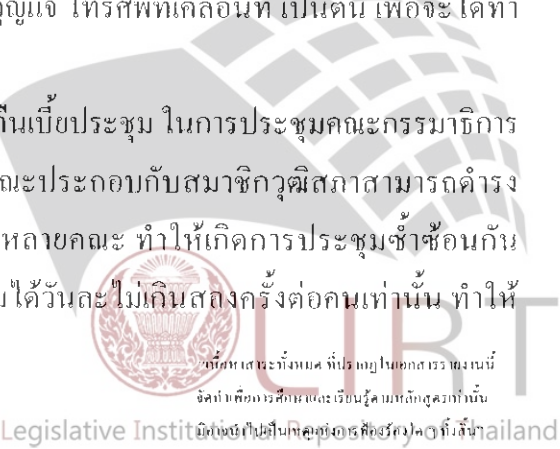 กุญแจ โทรศัพท์เคลื่อนที่ เป็นต้น เพื่อจะได้ทำ
เบี้ยประชุม ในการประชุมคณะกรรมาธิการ
คณะประกอบกับสมาชิกวุฒิสภาสามารถดำรง
หลายคณะ ทำให้เกิดการประชุมซ้ำซ้อนกัน
ได้วันละไม่เกินสองครั้งต่อคนเท่านั้น ทำให้
LIRT
เนื้อหาสาระทั้งหมด ที่ปรากฏในเอกสารรายงานนี้
จัดทำเพื่อการศึกษาและเรียนรู้ตามหลักสูตรเท่านั้น
Legislative Institutional Repository of Thailand